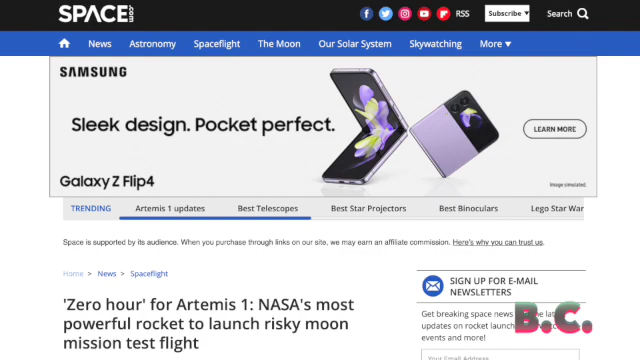 SPACE.com
RSS
Subscribe
Search
News
Astronomy
Spaceflight
The Moon
Our Solar System
Skywatching
More
SAMSUNG
Sleek design. Pocket perfect.
LEARN MORE
Galaxy Z Flip4
Image simulated.
TRENDING
Artemis 1 updates
Best Telescopes
Best Star Projectors
Best Binoculars
Lego Star War
Space is supported by its audience. When you purchase through links on our site, we may earn an affiliate commission. Here's why you can trust us.
Home > News > Spaceflight
'Zero hour' for Artemis 1: NASA's most
powerful rocket to launch risky moon
mission test flight
SIGN UP FOR E-MAIL
NEWSLETTERS
Get breaking space news
updates on rocket
events and more!
Your Email Address
B.C.